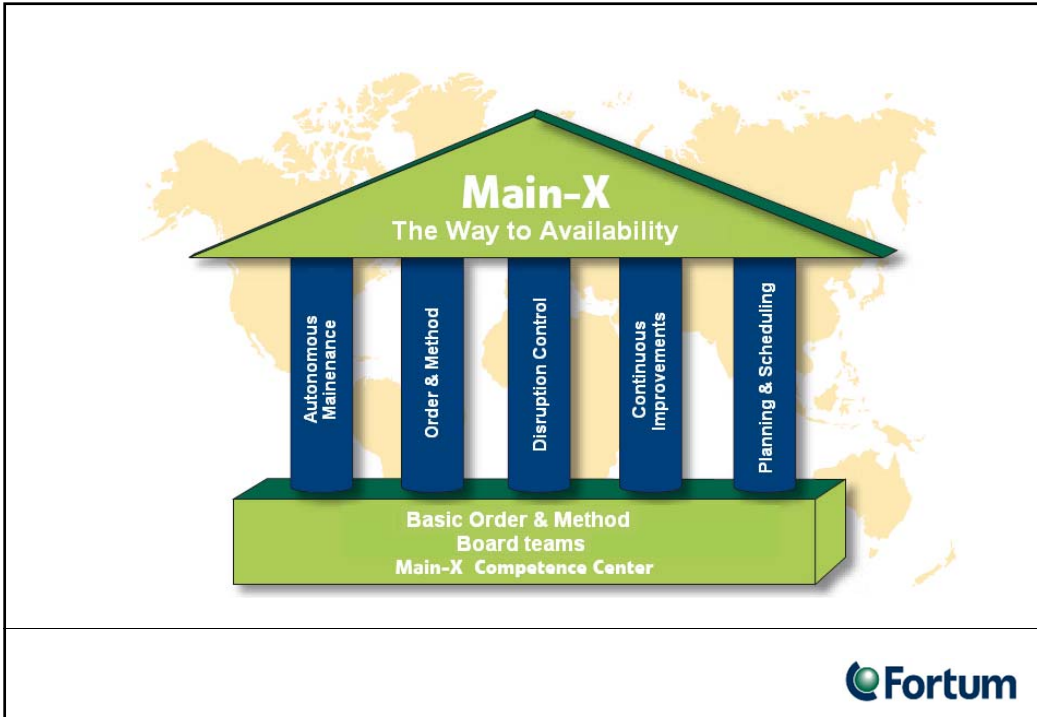 Main-X
The Way to Availability
Autonomous
Mainenance
Order & Method
Disruption Control
Continuous
Improvements
Planning & Scheduling
Basic Order & Method
Board teams
Main-X Competence Center
Fortum